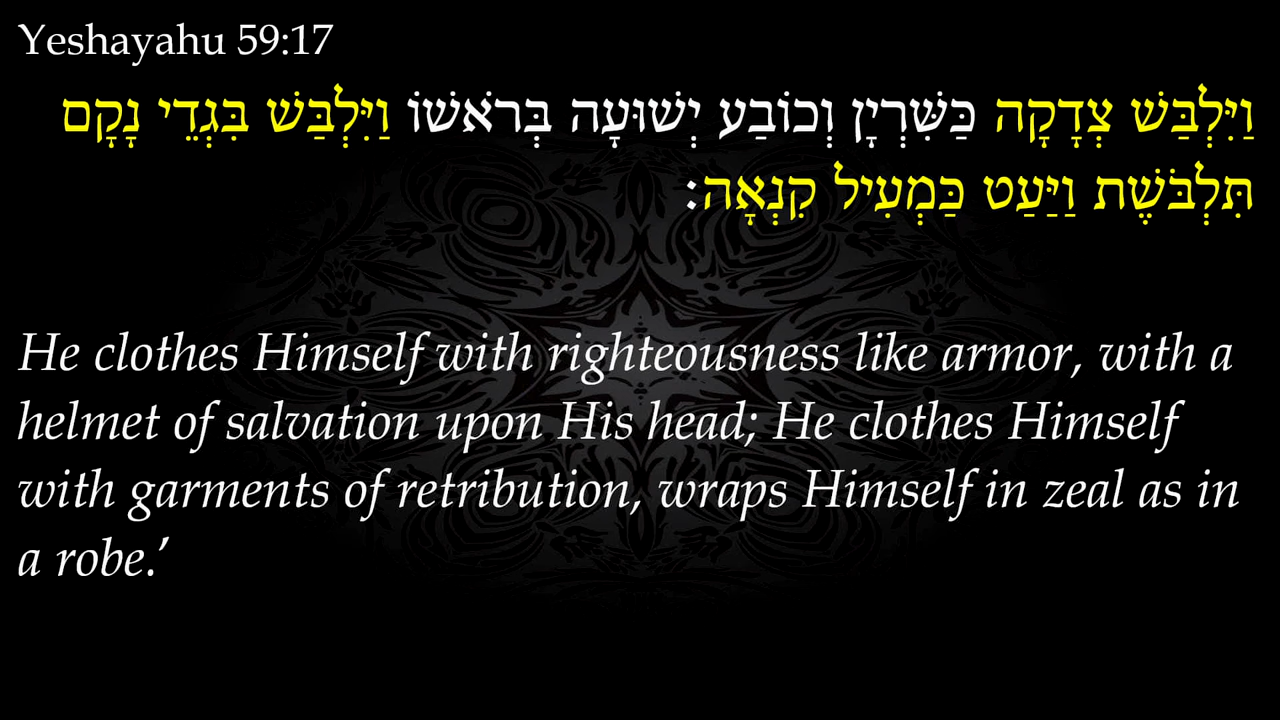 Yeshayahu 59:17
וַיִּלְבַּשׁ צְדָקָה כַּשִּׁרְיָן וְכוֹבַע יְשׁוּעָה בְּרֹאשׁוֹ וַיִּלְבַּשׁ בִּגְדֵי נָקָם
תִּלְבֹּשֶׁת וַיַּעַט כַּמְעִיל קִנְאָה:
He clothes Himself with righteousness like armor, with a
helmet of salvation upon His head; He clothes Himself
with garments of retribution, wraps Himself in zeal as in
a robe.’